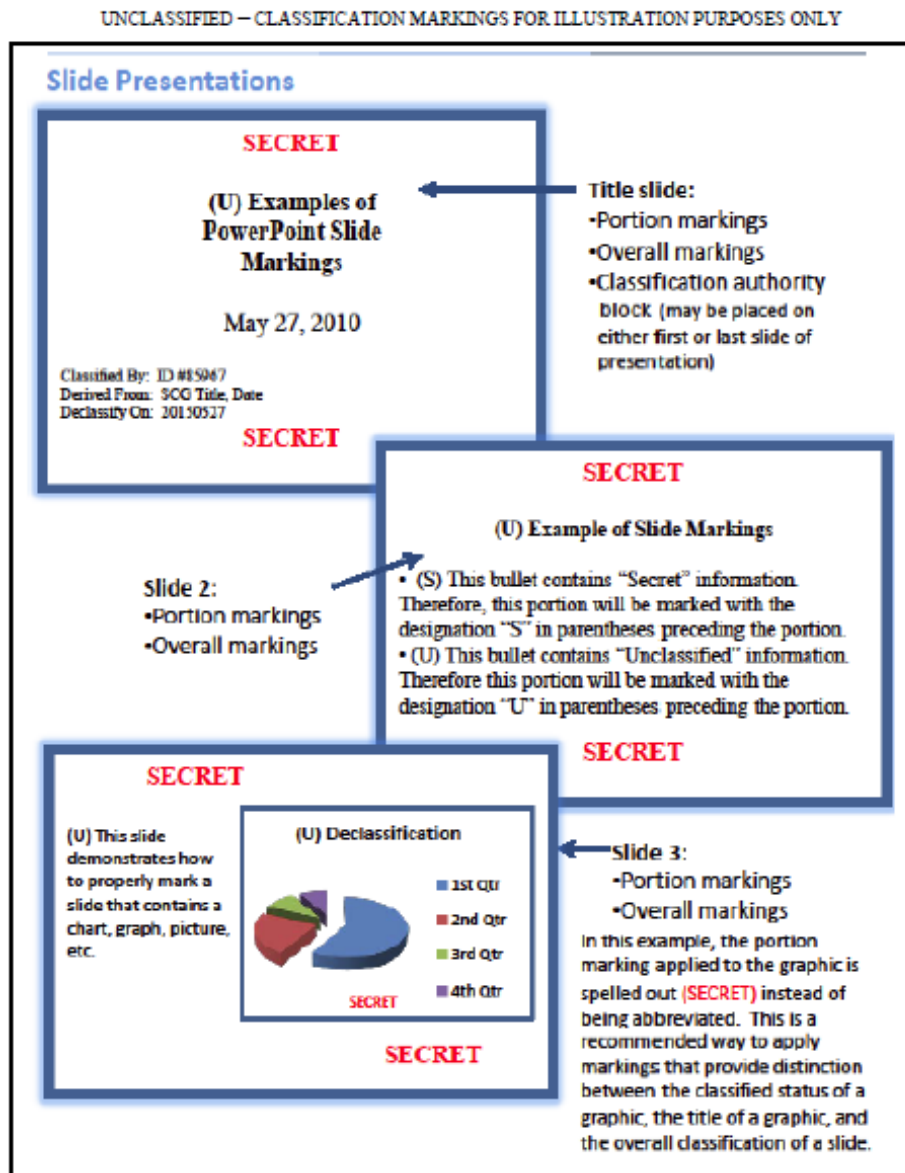 UNCLASSIFIED – CLASSIFICATION MARKINGS FOR ILLUSTRATION PURPOSES ONLY
Slide Presentations
SECRET
(U) Examples of
PowerPoint Slide
Markings
May 27, 2010
Classified By: ID #85967
Derived From: SCG Title, Date
Declassify On: 20150527
SECRET
Title slide:
•Portion markings
•Overall markings
•Classification authority
block (may be placed on
either first or last slide of
presentation)
SECRET
(U) Example of Slide Markings
• (S) This bullet contains “Secret” information.
Therefore, this portion will be marked with the
designation “S” in parentheses preceding the portion.
• (U) This bullet contains “Unclassified” information.
Therefore this portion will be marked with the
designation “U” in parentheses preceding the portion.
SECRET
Slide 2:
•Portion markings
•Overall markings
SECRET
(U) This slide
demonstrates how
to properly mark a
slide that contains a
chart, graph, picture,
etc.
(U) Declassification
1st Qtr
2nd Qtr
3rd Qtr
4th Qtr
SECRET
SECRET
Slide 3:
•Portion markings
•Overall markings
In this example, the portion
marking applied to the graphic is
spelled out (SECRET) instead of
being abbreviated. This is a
recommended way to apply
markings that provide distinction
between the classified status of a
graphic, the title of a graphic, and
the overall classification of a slide.